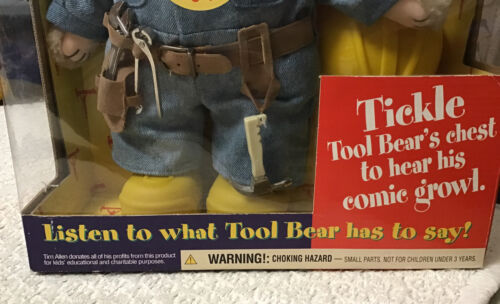 Tickle
Tool Bear's chest
to hear his
comic growl.
Listen to what Tool Bear has to say!
Tim Allen donates all of his profits from this product
for kids' educational and charitable purposes.
WARNING!: CHOKING HAZARD — SMALL PARTS. NOT FOR CHILDREN UNDER 3 YEARS.